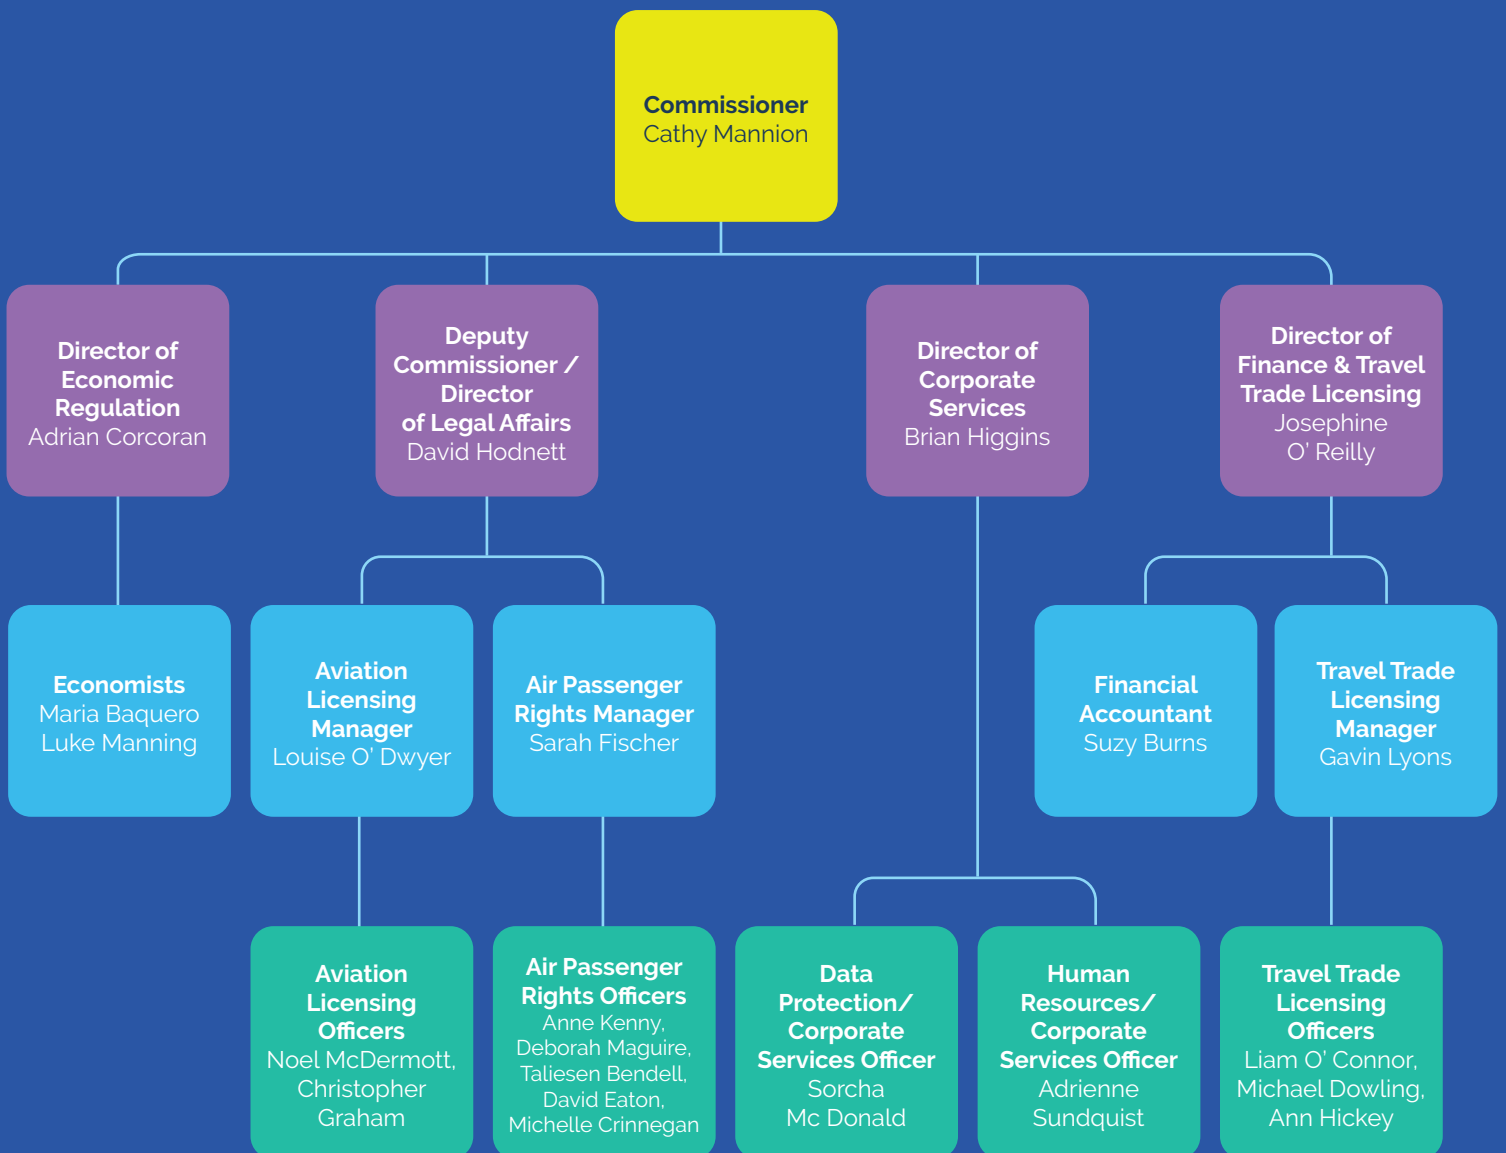 Commissioner
Cathy Mannion
Director of
Economic
Regulation
Adrian Corcoran
Deputy
Commissioner /
Director
of Legal Affairs
David Hodnett
Director of
Corporate
Services
Brian Higgins
Director of
Finance & Travel
Trade Licensing
Josephine
O' Reilly
Economists
Maria Baquero
Luke Manning
Aviation
Licensing
Manager
Louise O' Dwyer
Air Passenger
Rights Manager
Sarah Fischer
Financial
Accountant
Suzy Burns
Travel Trade
Licensing
Manager
Gavin Lyons
Aviation
Licensing
Officers
Noel McDermott,
Christopher
Graham
Air Passenger
Rights Officers
Anne Kenny,
Deborah Maguire,
Taliesen Bendell,
David Eaton,
Michelle Crinnegan
Data
Protection/
Corporate
Services Officer
Sorcha
Mc Donald
Human
Resources/
Corporate
Services Officer
Adrienne
Sundquist
Travel Trade
Licensing
Officers
Liam O' Connor,
Michael Dowling,
Ann Hickey